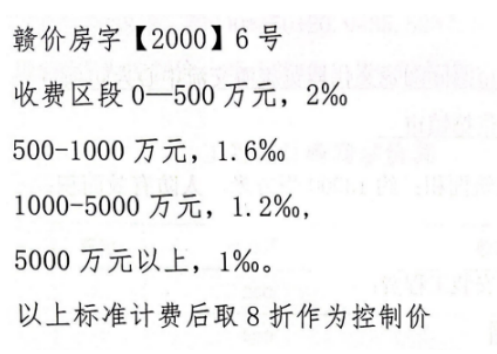 赣价房字【2000】6 号
收费区段 0—500 万元，2‰
500-1000 万元，1.6‰
1000-5000 万元，1.2‰，
5000 万元以上，1‰。
以上标准计费后取 8 折作为控制价